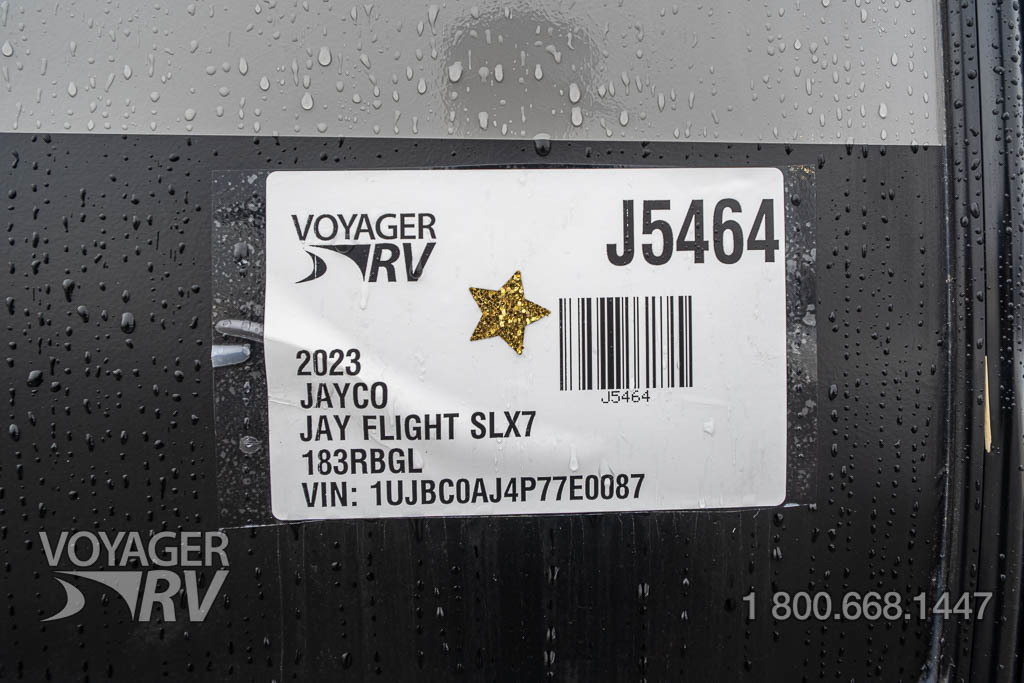 VOYAGER
RV
J5464
J5464
2023
JAYCO
JAY FLIGHT SLX7
183RBGL
VIN: 1UJBC0AJ4P77E0087
VOYAGER
RV
1 800.668.1447